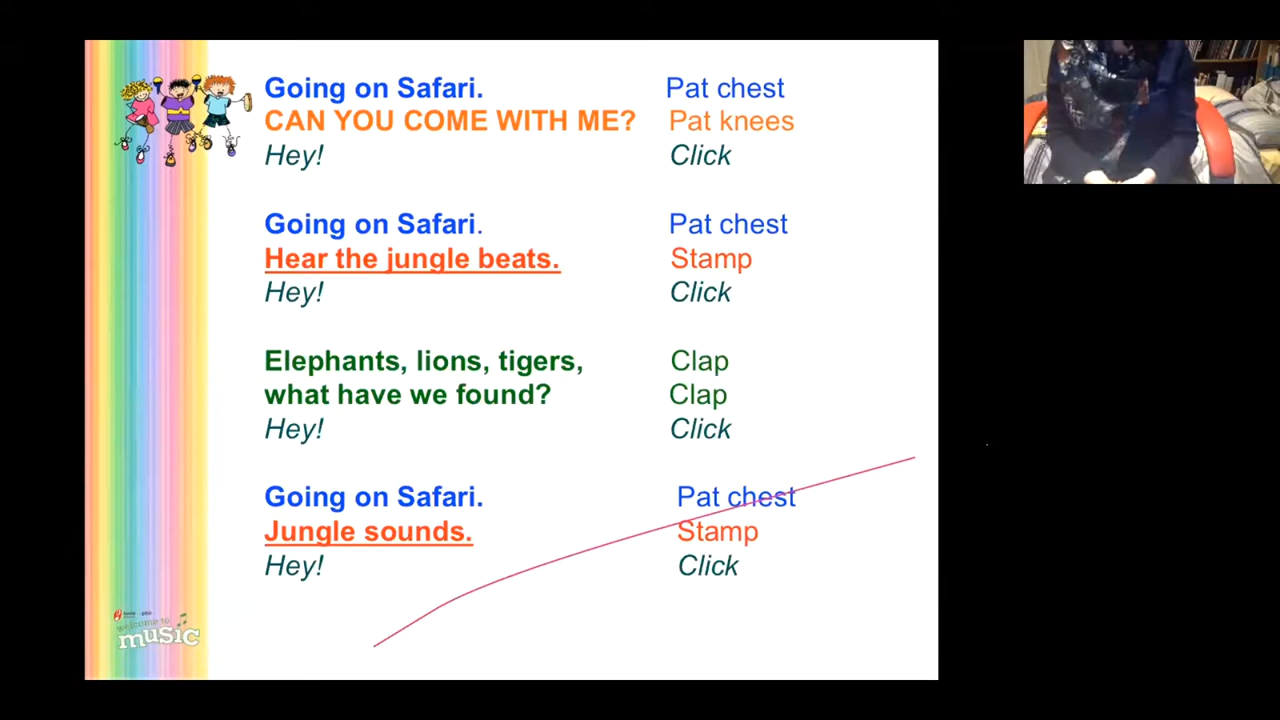 Going on Safari. Pat chest
CAN YOU COME WITH ME? Pat knees
Hey! Click
Going on Safari. Pat chest
Hear the jungle beats. Stamp
Hey! Click
Elephants, lions, tigers, Clap
what have we found? Clap
Hey! Click
Going on Safari. Pat chest
Jungle sounds. Stamp
Hey! Click
welcome to
music